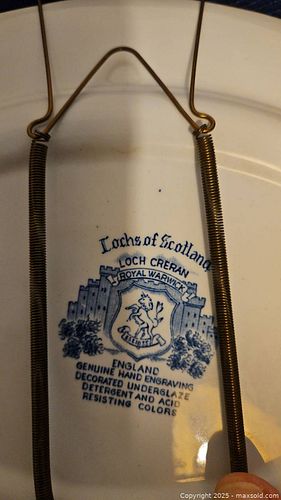 Lochs of Scotland
LOCH CRERAN
ROYAL WARWICK
ENGLAND
GENUINE HAND ENGRAVING
DECORATED UNDERGLAZE
DETERGENT AND ACID
RESISTING COLORS
Copyright © 2025 - maxsold.com